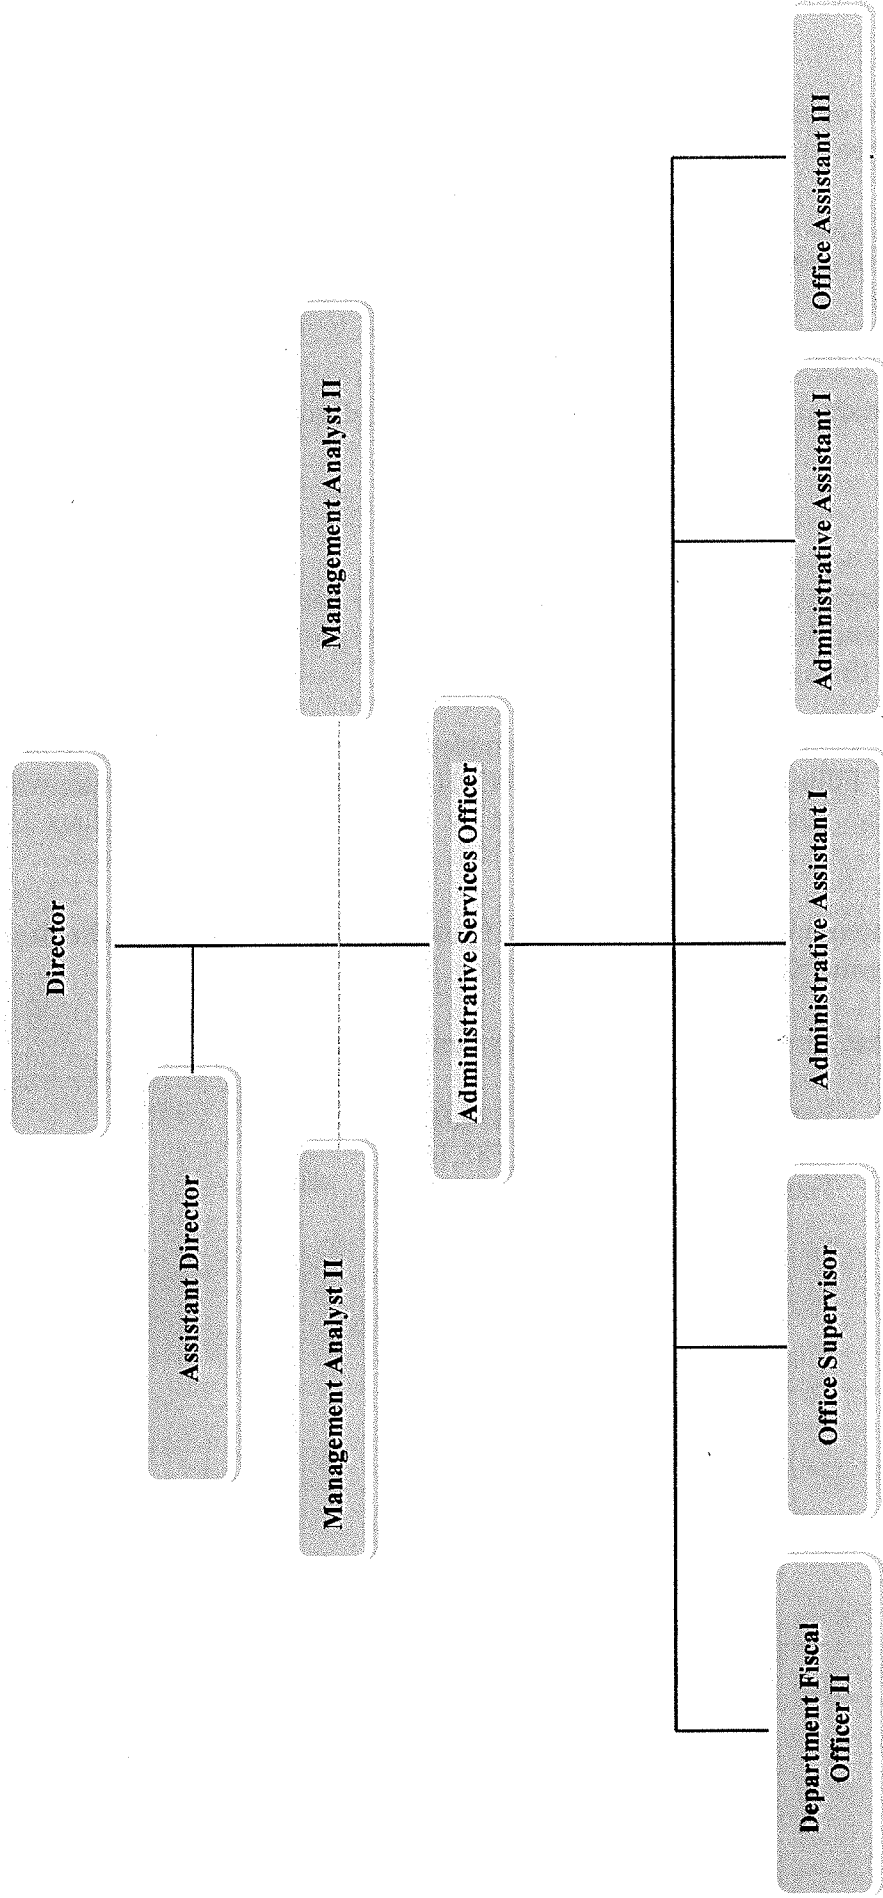 Director
Assistant Director
Management Analyst II
Management Analyst II
Administrative Services Officer
Department Fiscal
Officer II
Office Supervisor
Administrative Assistant I
Administrative Assistant I
Office Assistant III